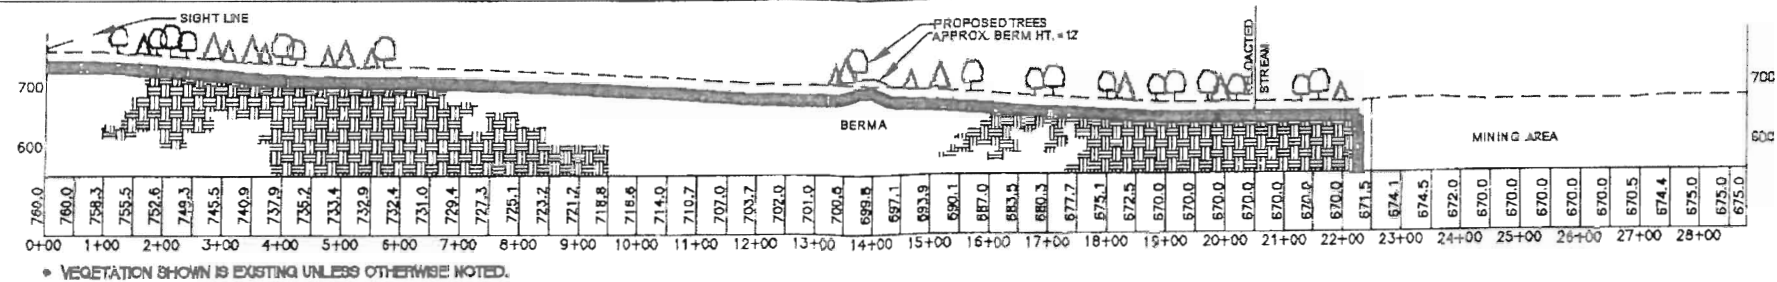 SIGHT LINE
PROPOSED TREES
APPROX. BERM HT. = 12'
RELOACTED
STREAM
700
700
BERMA
MINING AREA
600
600
760.0 760.0 758.3 755.5 752.6 749.3 745.5 740.9 737.9 735.2 733.4 732.9 732.4 731.0 729.4 727.3 725.1 723.2 721.2 718.8 716.6 714.0 710.7 707.0 703.7 702.0 701.0 700.6 699.8 697.1 693.9 690.1 687.0 683.5 680.3 677.7 675.1 672.5 670.0 670.0 670.0 670.0 670.0 670.0 671.5 674.1 674.5 672.0 670.0 670.0 670.0 670.0 670.5 674.4 675.0 675.0 675.0
0+00 1+00 2+00 3+00 4+00 5+00 6+00 7+00 8+00 9+00 10+00 11+00 12+00 13+00 14+00 15+00 16+00 17+00 18+00 19+00 20+00 21+00 22+00 23+00 24+00 25+00 26+00 27+00 28+00
* VEGETATION SHOWN IS EXISTING UNLESS OTHERWISE NOTED.